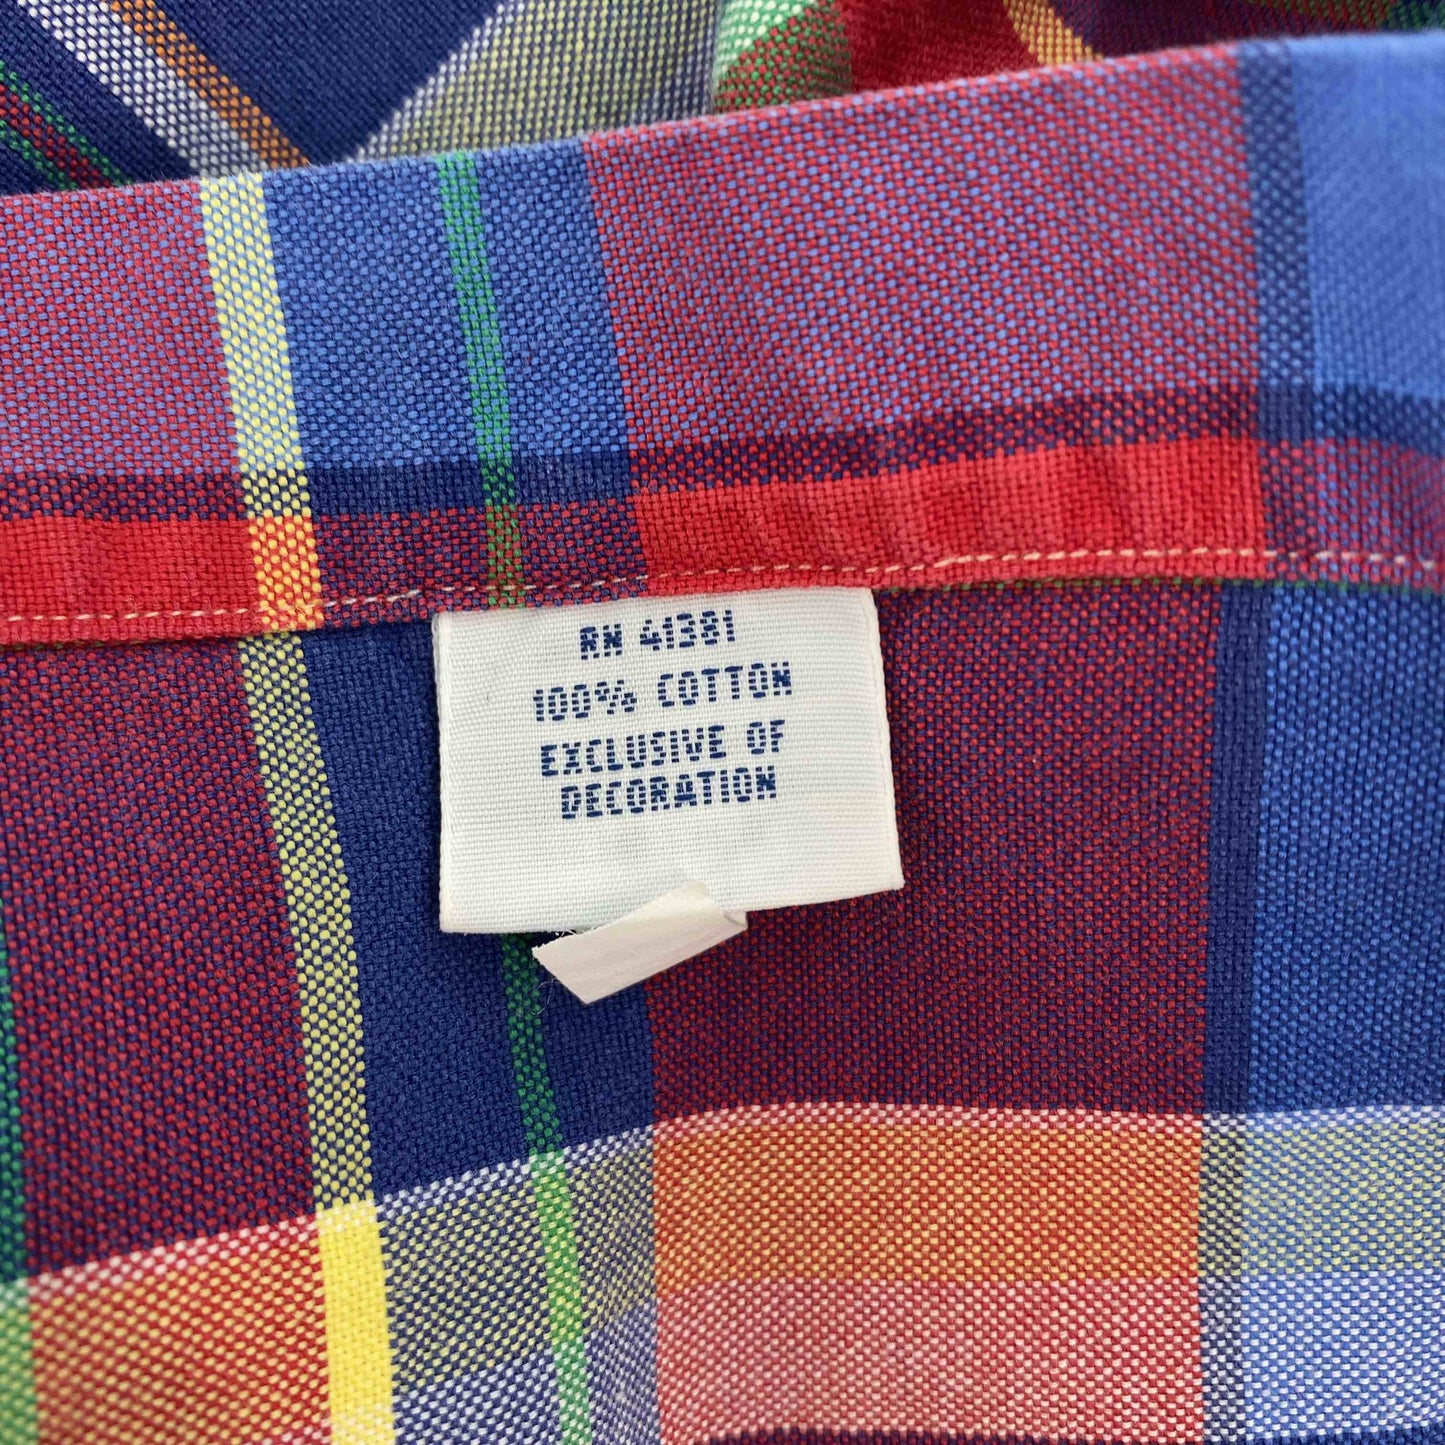 RN 41381
100% COTTON
EXCLUSIVE OF
DECORATION